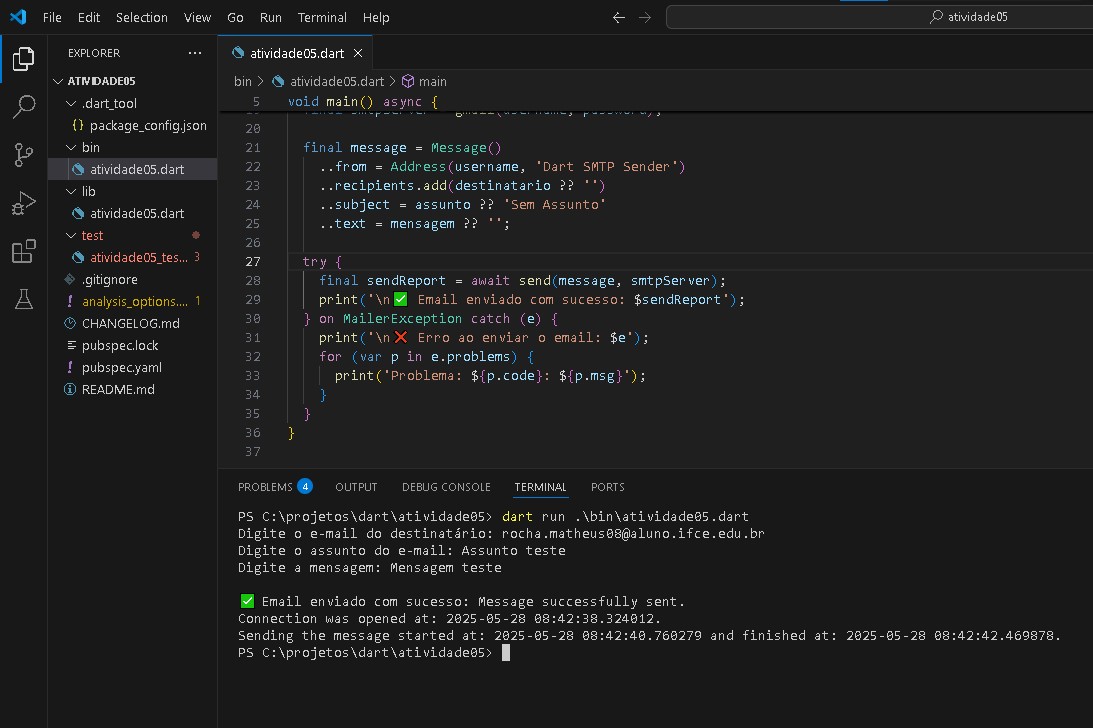 File Edit Selection View Go Run Terminal Help
atividade05
EXPLORER
ATIVIDADE05
.dart_tool
{} package_config.json
bin
atividade05.dart
lib
atividade05.dart
test
atividade05_tes... 3
.gitignore
! analysis_options.... 1
CHANGELOG.md
pubspec.lock
! pubspec.yaml
README.md
atividade05.dart
bin > atividade05.dart > main
5 void main() async {
20
21 final message = Message()
22 ..from = Address(username, 'Dart SMTP Sender')
23 ..recipients.add(destinatario ?? '')
24 ..subject = assunto ?? 'Sem Assunto'
25 ..text = mensagem ?? '';
26
27 try {
28 final sendReport = await send(message, smtpServer);
29 print('\n✅ Email enviado com sucesso: $sendReport');
30 } on MailerException catch (e) {
31 print('\n❌ Erro ao enviar o email: $e');
32 for (var p in e.problems) {
33 print('Problema: ${p.code}: ${p.msg}');
34 }
35 }
36 }
37
PROBLEMS 4 OUTPUT DEBUG CONSOLE TERMINAL PORTS
PS C:\projetos\dart\atividade05> dart run .\bin\atividade05.dart
Digite o e-mail do destinatário: rocha.matheus08@aluno.ifce.edu.br
Digite o assunto do e-mail: Assunto teste
Digite a mensagem: Mensagem teste
✅ Email enviado com sucesso: Message successfully sent.
Connection was opened at: 2025-05-28 08:42:38.324012.
Sending the message started at: 2025-05-28 08:42:40.760279 and finished at: 2025-05-28 08:42:42.469878.
PS C:\projetos\dart\atividade05>